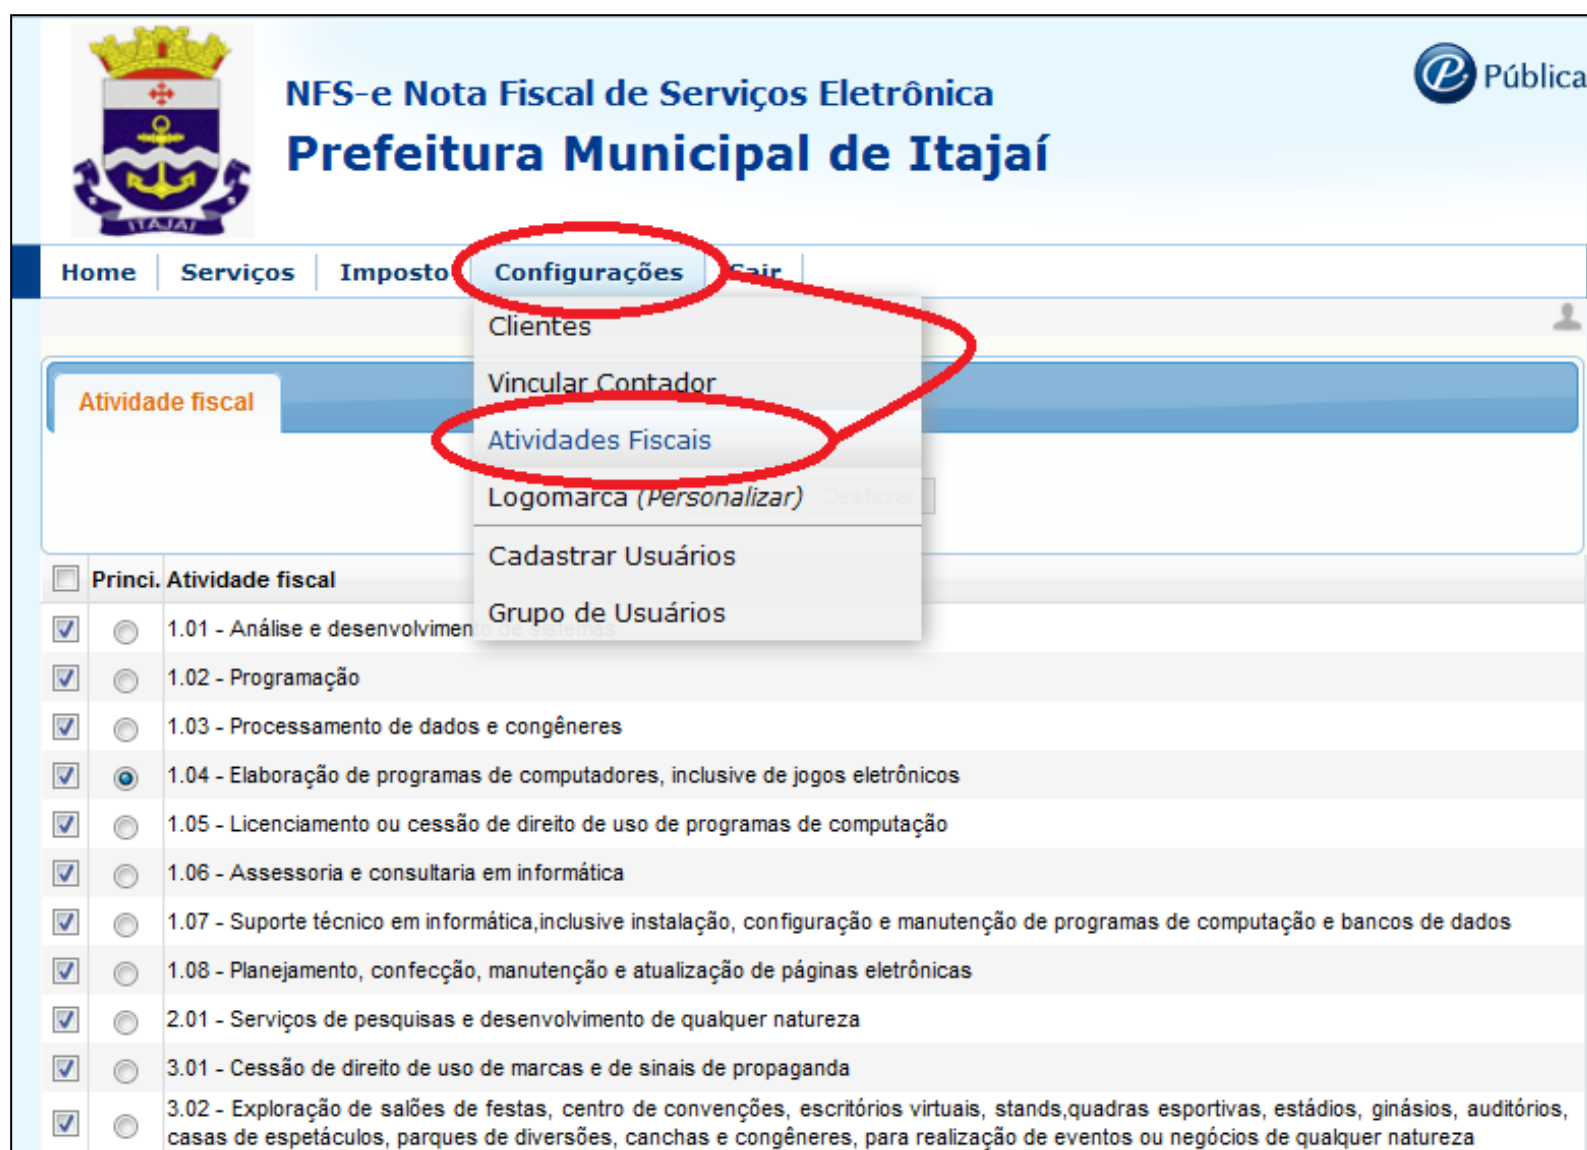 NFS-e Nota Fiscal de Serviços Eletrônica
Pública
Prefeitura Municipal de Itajaí
ITAJAÍ
Home Serviços Imposto Configurações Sair
Clientes
Vincular Contador
Atividade fiscal
Atividades Fiscais
Logomarca (Personalizar) Desfazer
Cadastrar Usuários
Grupo de Usuários
Princi. Atividade fiscal
1.01 - Análise e desenvolvimento de sistemas
1.02 - Programação
1.03 - Processamento de dados e congêneres
1.04 - Elaboração de programas de computadores, inclusive de jogos eletrônicos
1.05 - Licenciamento ou cessão de direito de uso de programas de computação
1.06 - Assessoria e consultaria em informática
1.07 - Suporte técnico em informática,inclusive instalação, configuração e manutenção de programas de computação e bancos de dados
1.08 - Planejamento, confecção, manutenção e atualização de páginas eletrônicas
2.01 - Serviços de pesquisas e desenvolvimento de qualquer natureza
3.01 - Cessão de direito de uso de marcas e de sinais de propaganda
3.02 - Exploração de salões de festas, centro de convenções, escritórios virtuais, stands,quadras esportivas, estádios, ginásios, auditórios,
casas de espetáculos, parques de diversões, canchas e congêneres, para realização de eventos ou negócios de qualquer natureza